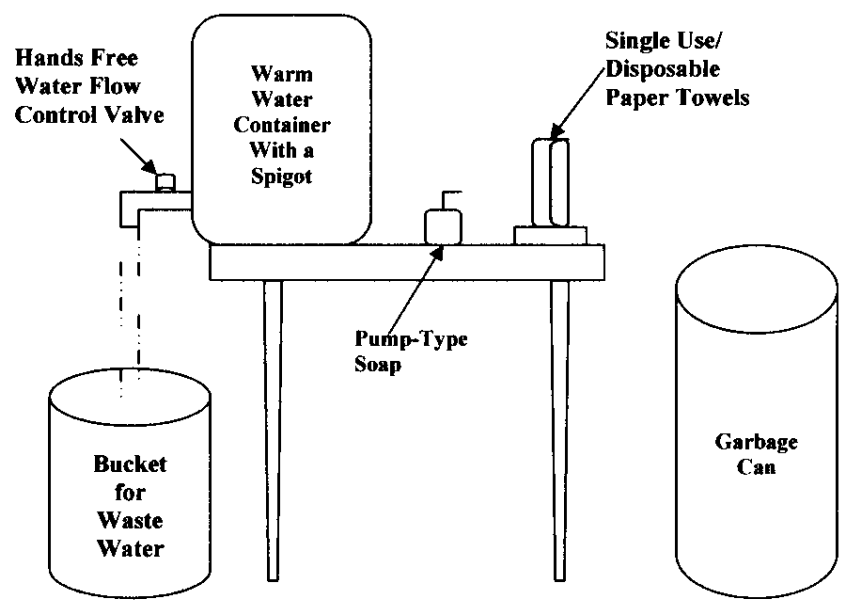 Hands Free
Water Flow
Control Valve
Warm
Water
Container
With a
Spigot
Single Use/
Disposable
Paper Towels
Pump-Type
Soap
Bucket
for
Waste
Water
Garbage
Can